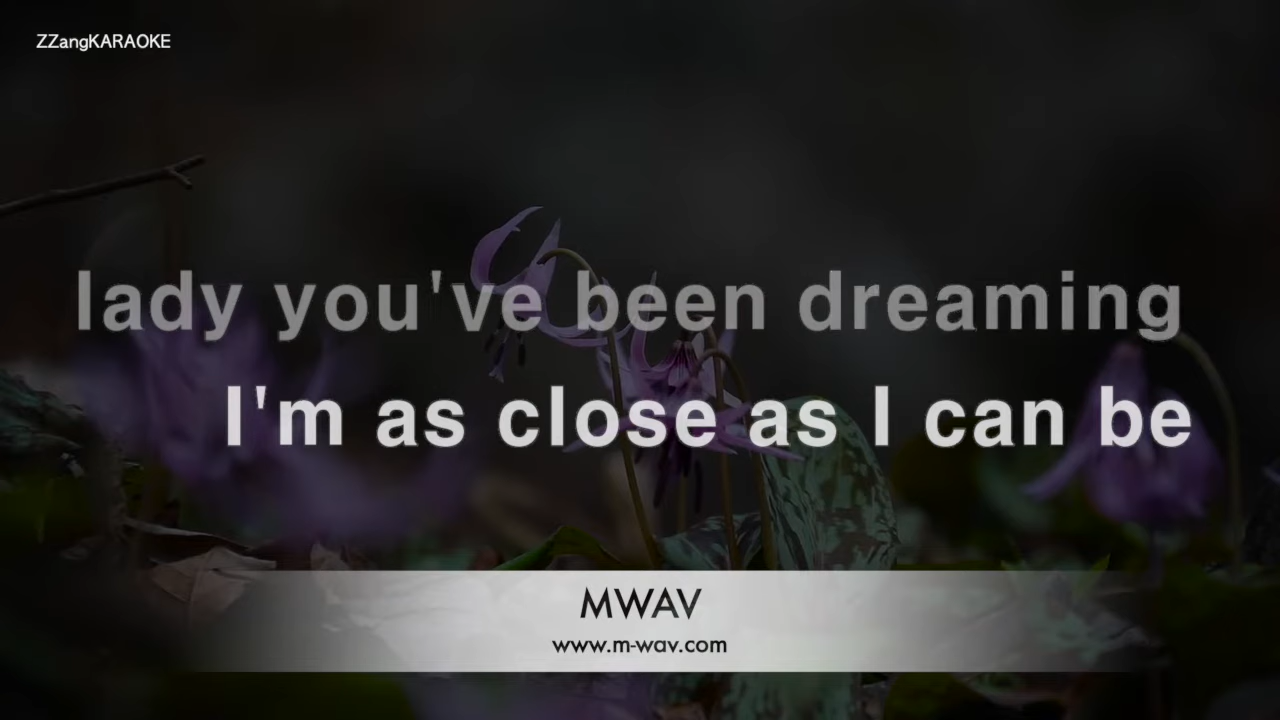 ZZangKARAOKE
lady you've been dreaming
I'm as close as I can be
MWAV
www.m-wav.com